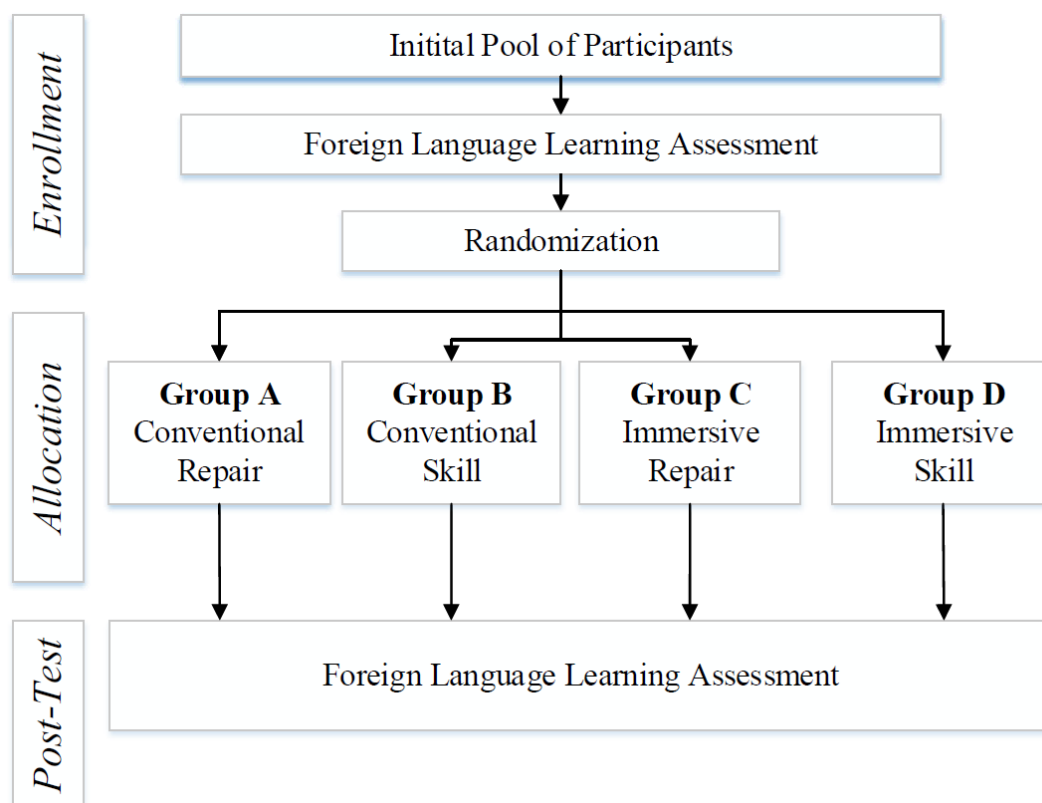 Enrollment
Initital Pool of Participants
Foreign Language Learning Assessment
Randomization
Allocation
Group A
Conventional
Repair
Group B
Conventional
Skill
Group C
Immersive
Repair
Group D
Immersive
Skill
Post-Test
Foreign Language Learning Assessment